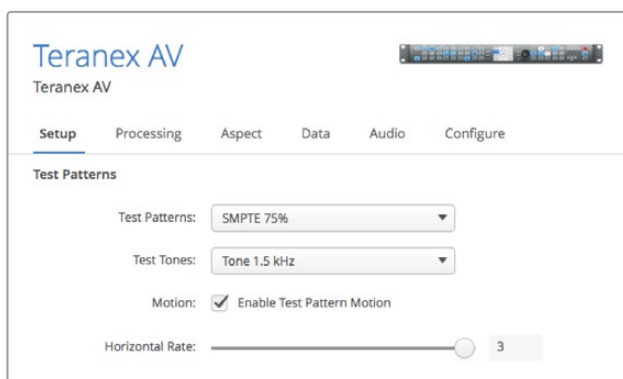 Teranex AV
Teranex AV
Setup Processing Aspect Data Audio Configure
Test Patterns
Test Patterns: SMPTE 75%
Test Tones: Tone 1.5 kHz
Motion: Enable Test Pattern Motion
Horizontal Rate: 3